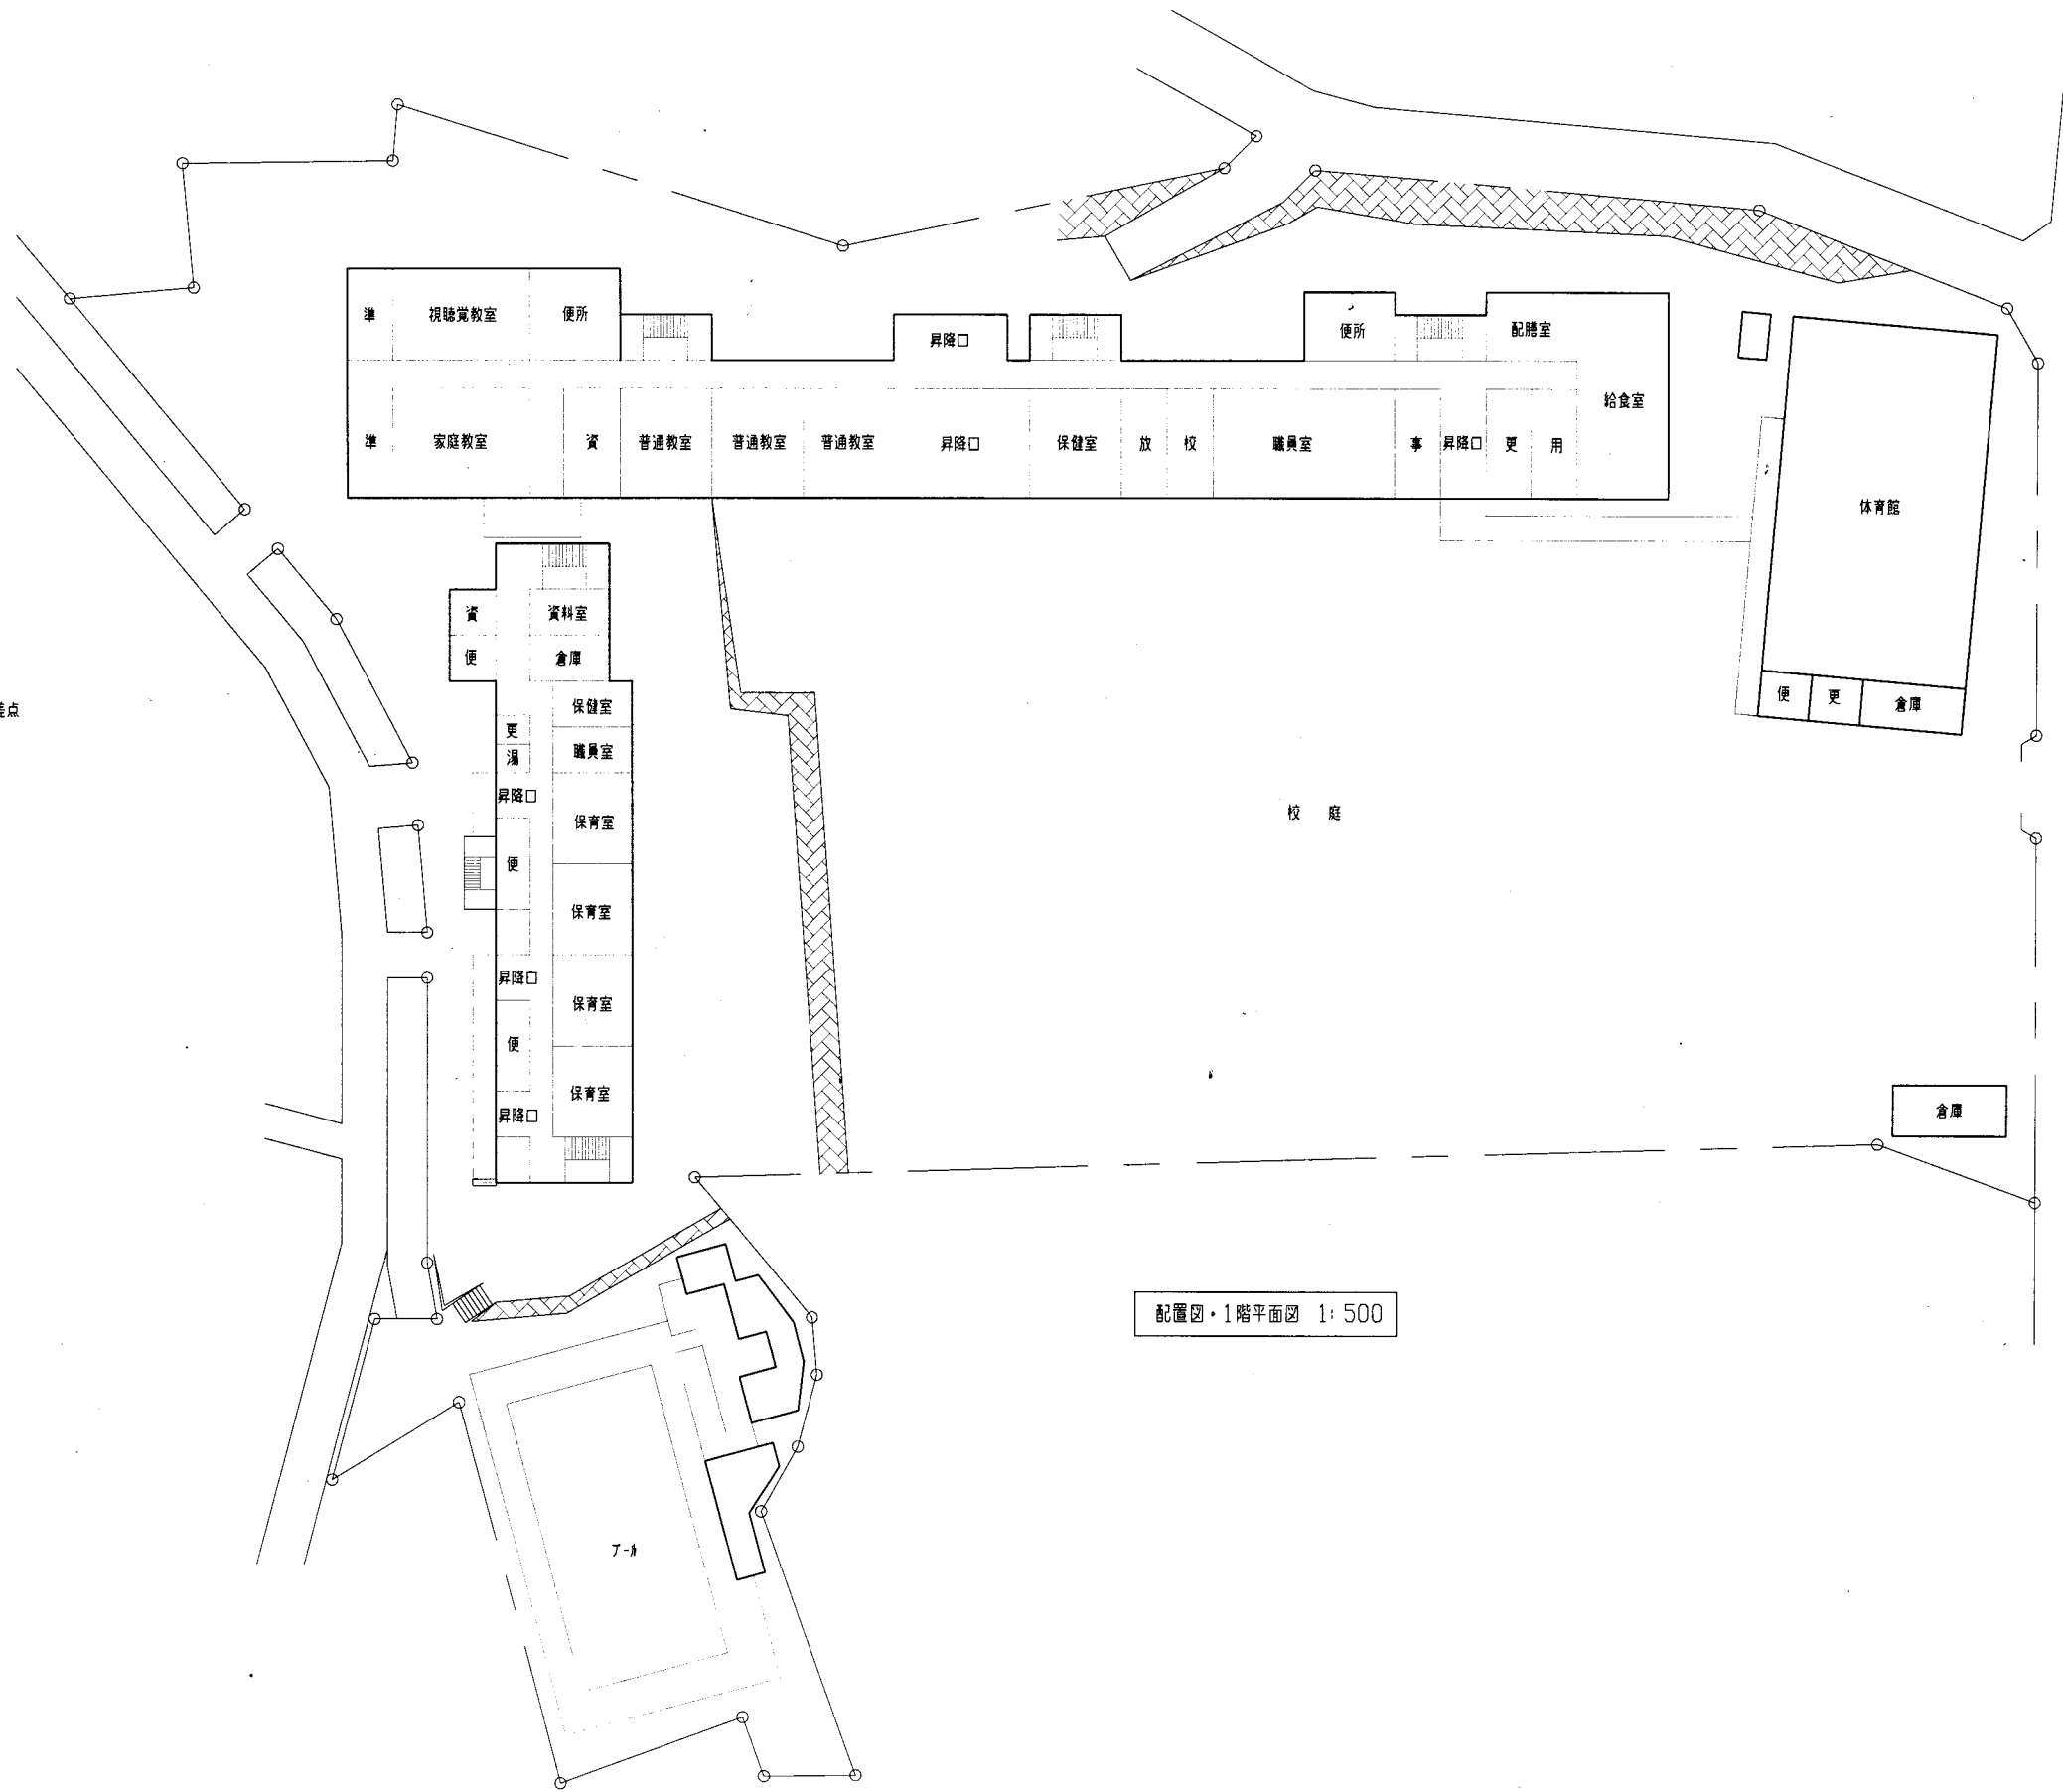 準 視聴覚教室 便所
昇降口
便所 配膳室
給食室
準 家庭教室 資 普通教室 普通教室 普通教室 昇降口 保健室 放 校 職員室 事 昇降口 更 用
体育館
便 更 倉庫
資 資料室
便 倉庫
保健室
更
湯
職員室
昇降口
保育室
便
保育室
昇降口
保育室
便
保育室
昇降口
校 庭
倉庫
配置図・1階平面図 1:500
プール
差点